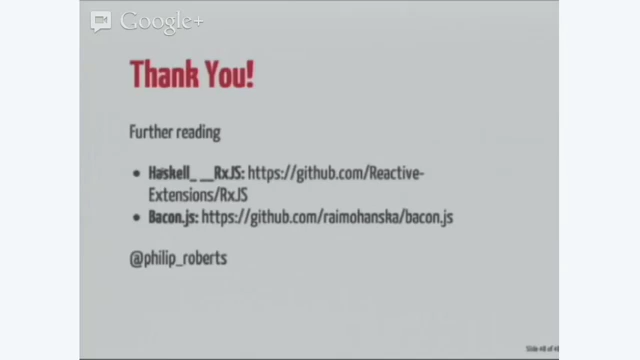 Google+
Thank You!
Further reading
Haskell_ __RxJS: https://github.com/Reactive-
Extensions/RxJS
Bacon.js: https://github.com/raimohanska/bacon.js
@philip_roberts